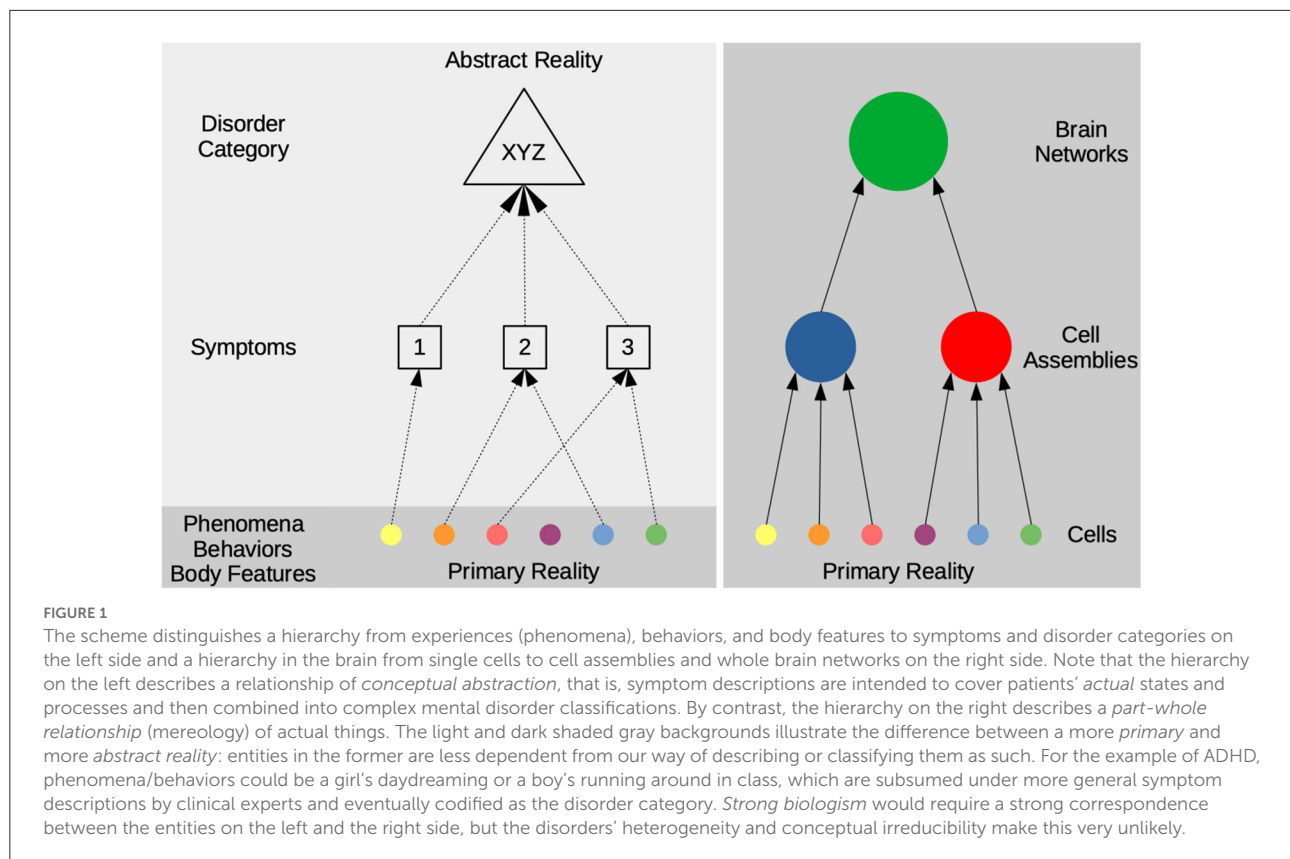 Abstract Reality
Disorder
Category
XYZ
Symptoms
1
2
3
Phenomena
Behaviors
Body Features
Primary Reality
Brain
Networks
Cell
Assemblies
Cells
Primary Reality
FIGURE 1
The scheme distinguishes a hierarchy from experiences (phenomena), behaviors, and body features to symptoms and disorder categories on
the left side and a hierarchy in the brain from single cells to cell assemblies and whole brain networks on the right side. Note that the hierarchy
on the left describes a relationship of conceptual abstraction, that is, symptom descriptions are intended to cover patients’ actual states and
processes and then combined into complex mental disorder classifications. By contrast, the hierarchy on the right describes a part-whole
relationship (mereology) of actual things. The light and dark shaded gray backgrounds illustrate the difference between a more primary and
more abstract reality: entities in the former are less dependent from our way of describing or classifying them as such. For the example of ADHD,
phenomena/behaviors could be a girl’s daydreaming or a boy’s running around in class, which are subsumed under more general symptom
descriptions by clinical experts and eventually codified as the disorder category. Strong biologism would require a strong correspondence
between the entities on the left and the right side, but the disorders’ heterogeneity and conceptual irreducibility make this very unlikely.